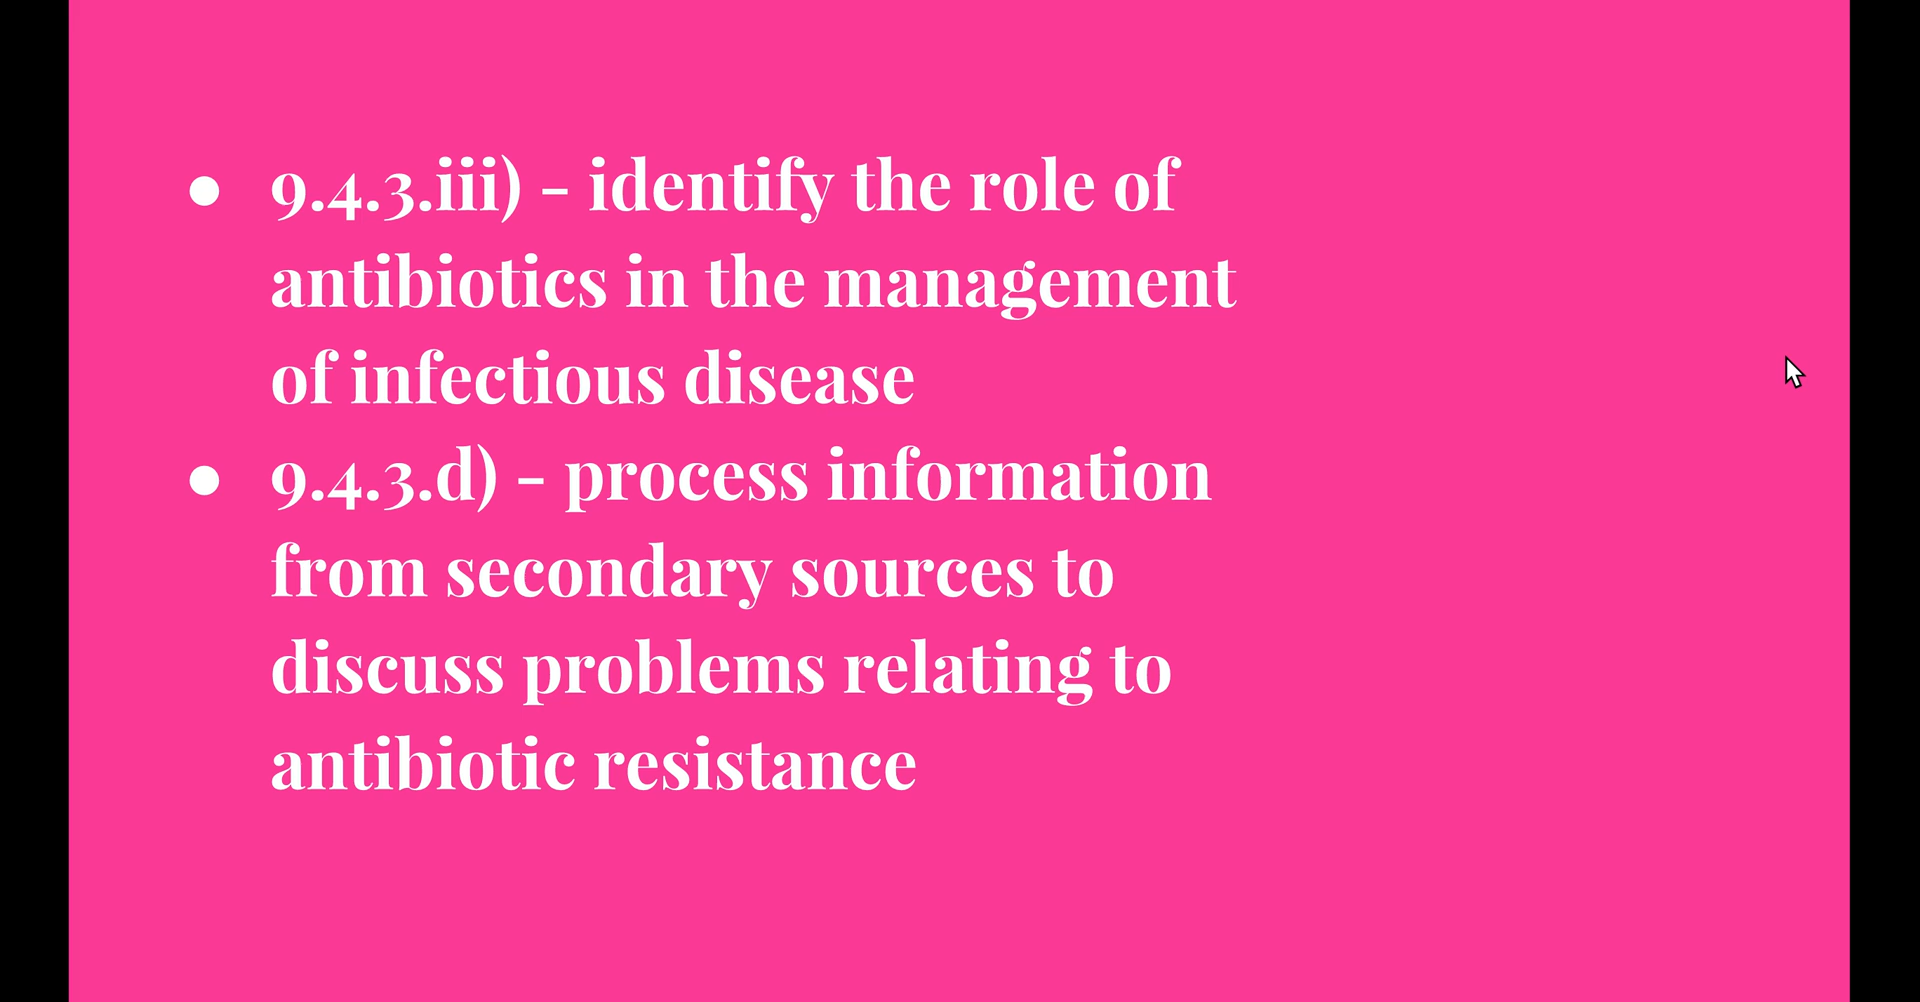 ● 9.4.3.iii) - identify the role of
antibiotics in the management
of infectious disease
● 9.4.3.d) - process information
from secondary sources to
discuss problems relating to
antibiotic resistance